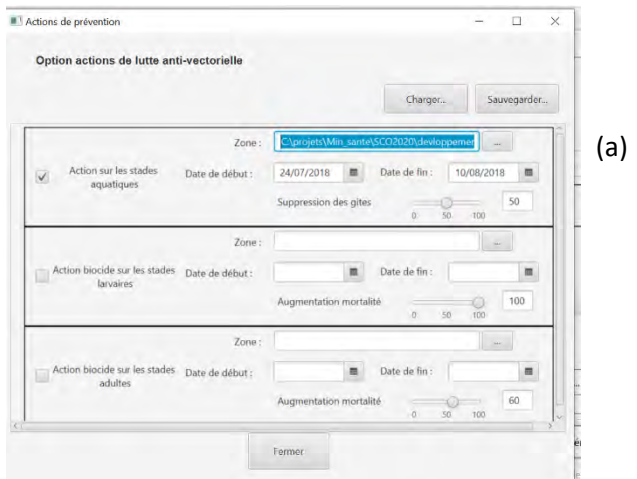 Actions de prévention
Option actions de lutte anti-vectorielle
Charger... Sauvegarder...
(a)
Zone : C:\projets\Min_sante\SCO2020\devloppemer ...
Action sur les stades aquatiques
Date de début : 24/07/2018 Date de fin : 10/08/2018
Suppression des gites 50
0 50 100
Zone : ...
Action biocide sur les stades larvaires
Date de début : Date de fin :
Augmentation mortalité 100
0 50 100
Zone : ...
Action biocide sur les stades adultes
Date de début : Date de fin :
Augmentation mortalité 60
0 50 100
Fermer